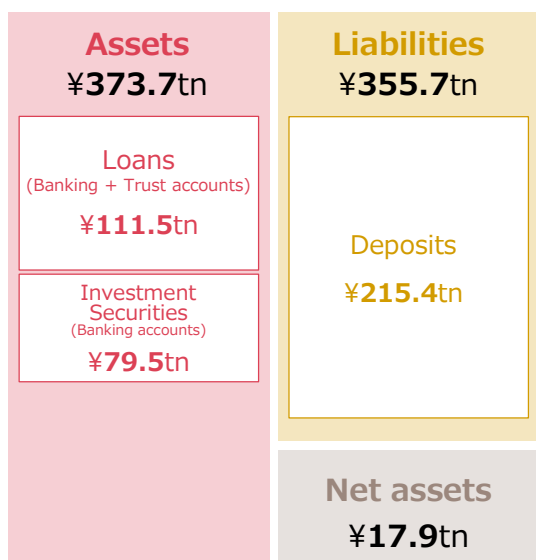 Assets
¥373.7tn
Loans
(Banking + Trust accounts)
¥111.5tn
Investment
Securities
(Banking accounts)
¥79.5tn
Liabilities
¥355.7tn
Deposits
¥215.4tn
Net assets
¥17.9tn